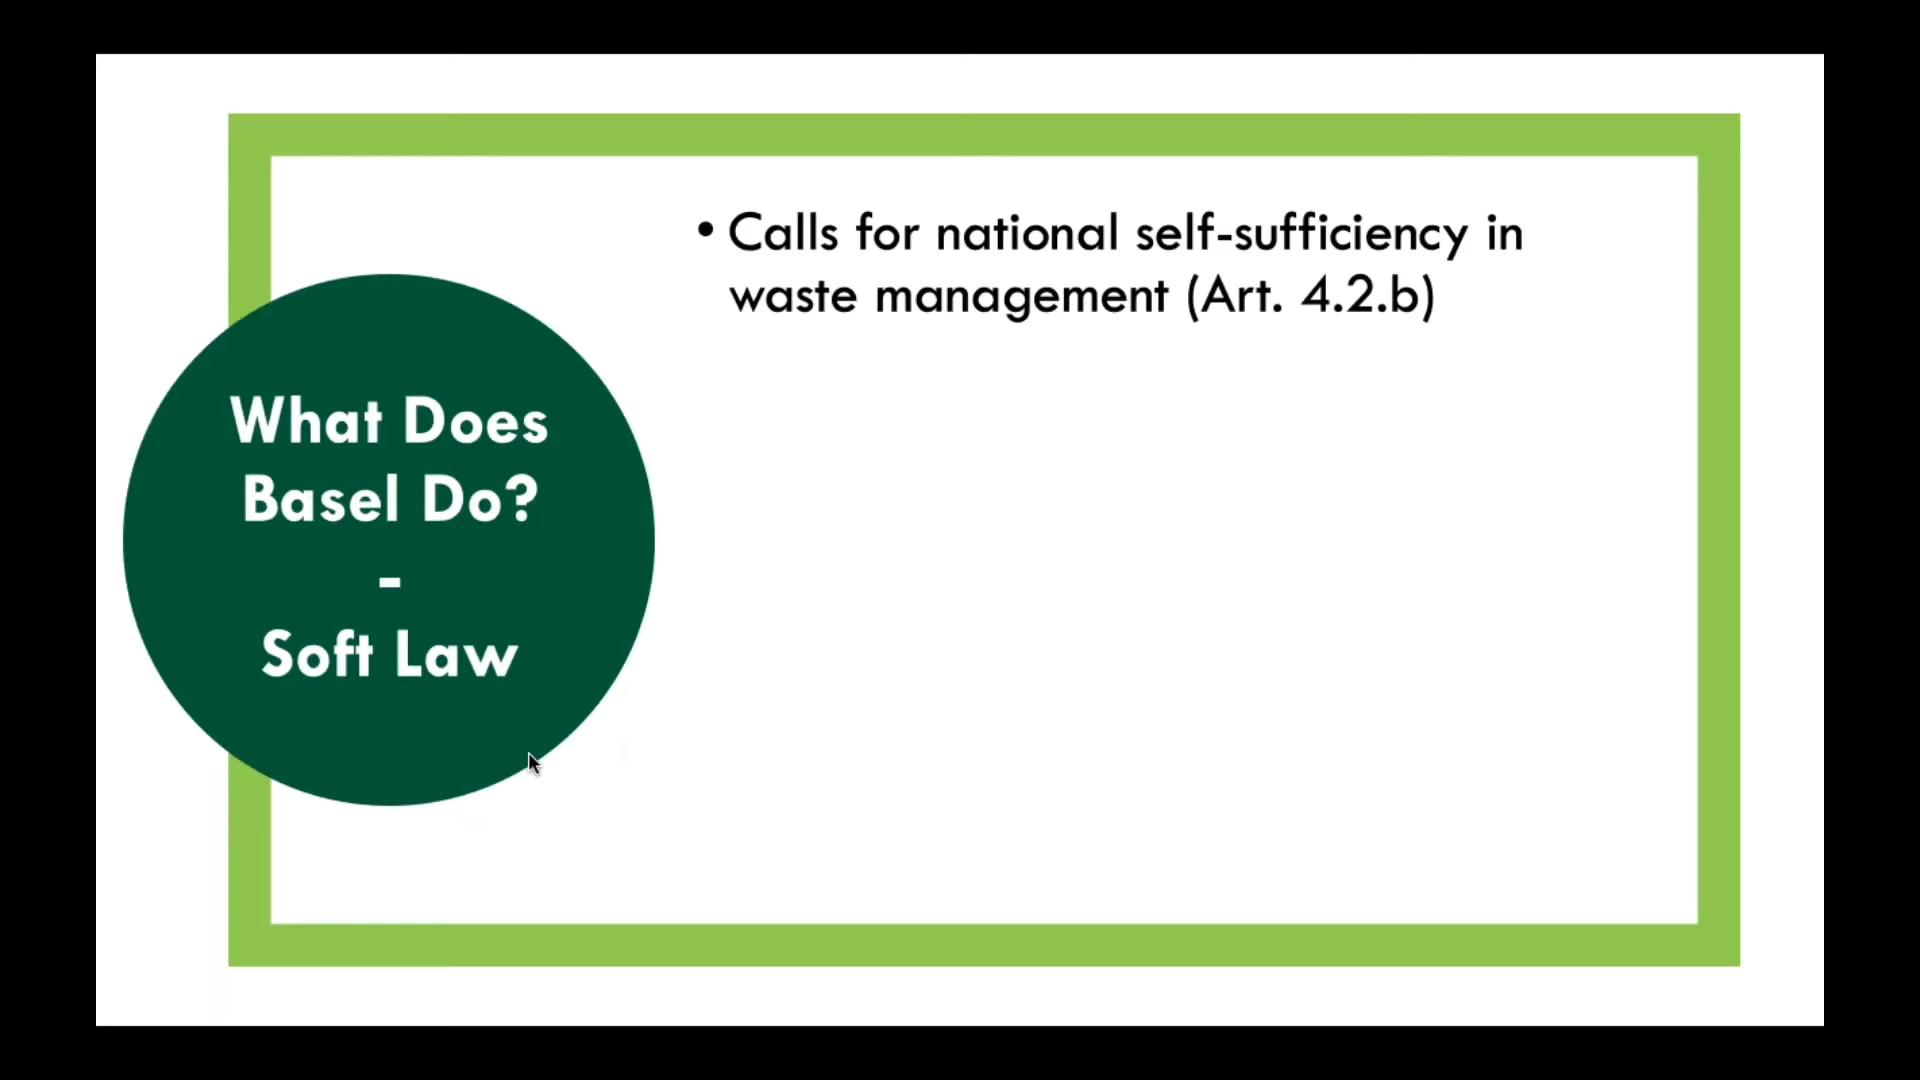 What Does
Basel Do?
-
Soft Law
• Calls for national self-sufficiency in
waste management (Art. 4.2.b)